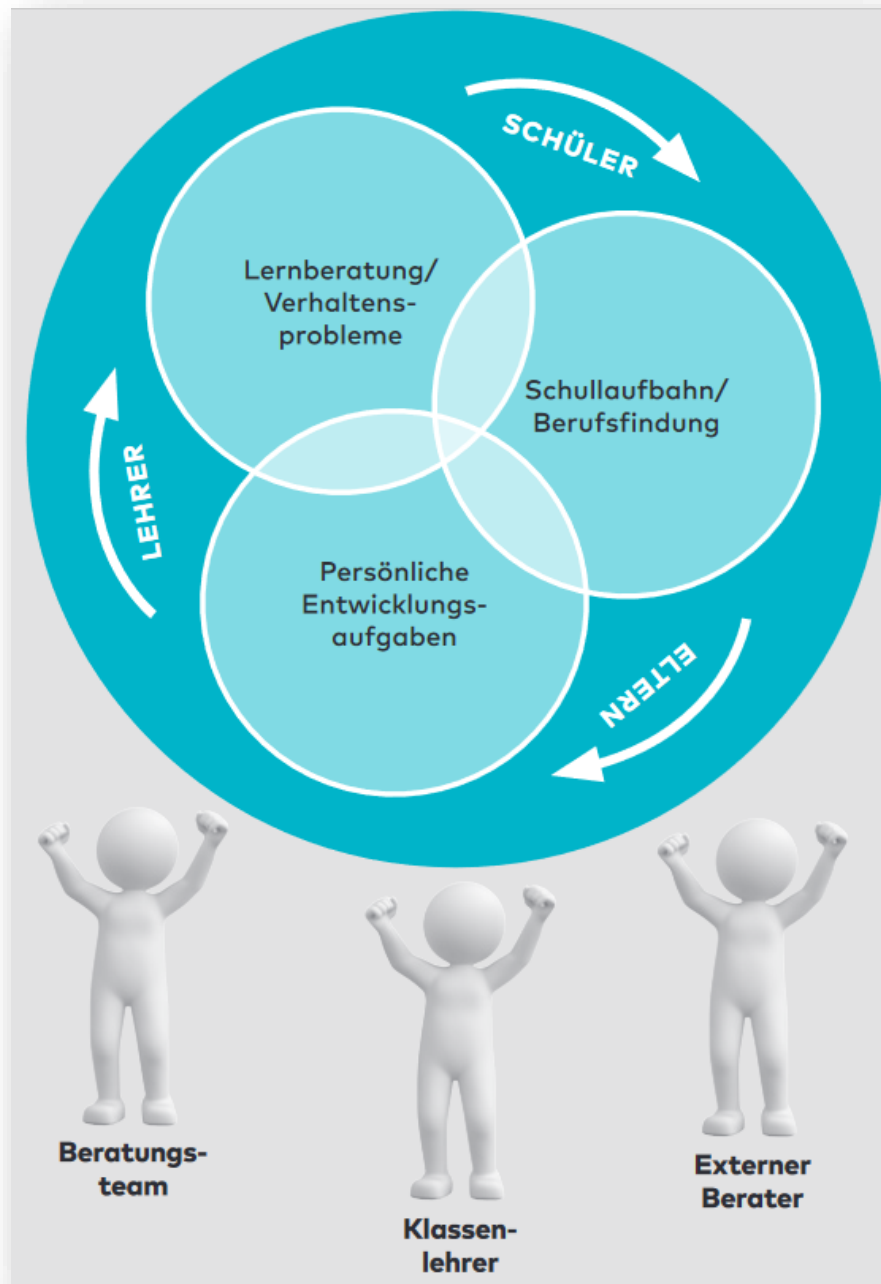 SCHÜLER
Lernberatung/
Verhaltens-
probleme
Schullaufbahn/
Berufsfindung
LEHRER
Persönliche
Entwicklungs-
aufgaben
ELTERN
Beratungs-
team
Klassen-
lehrer
Externer
Berater